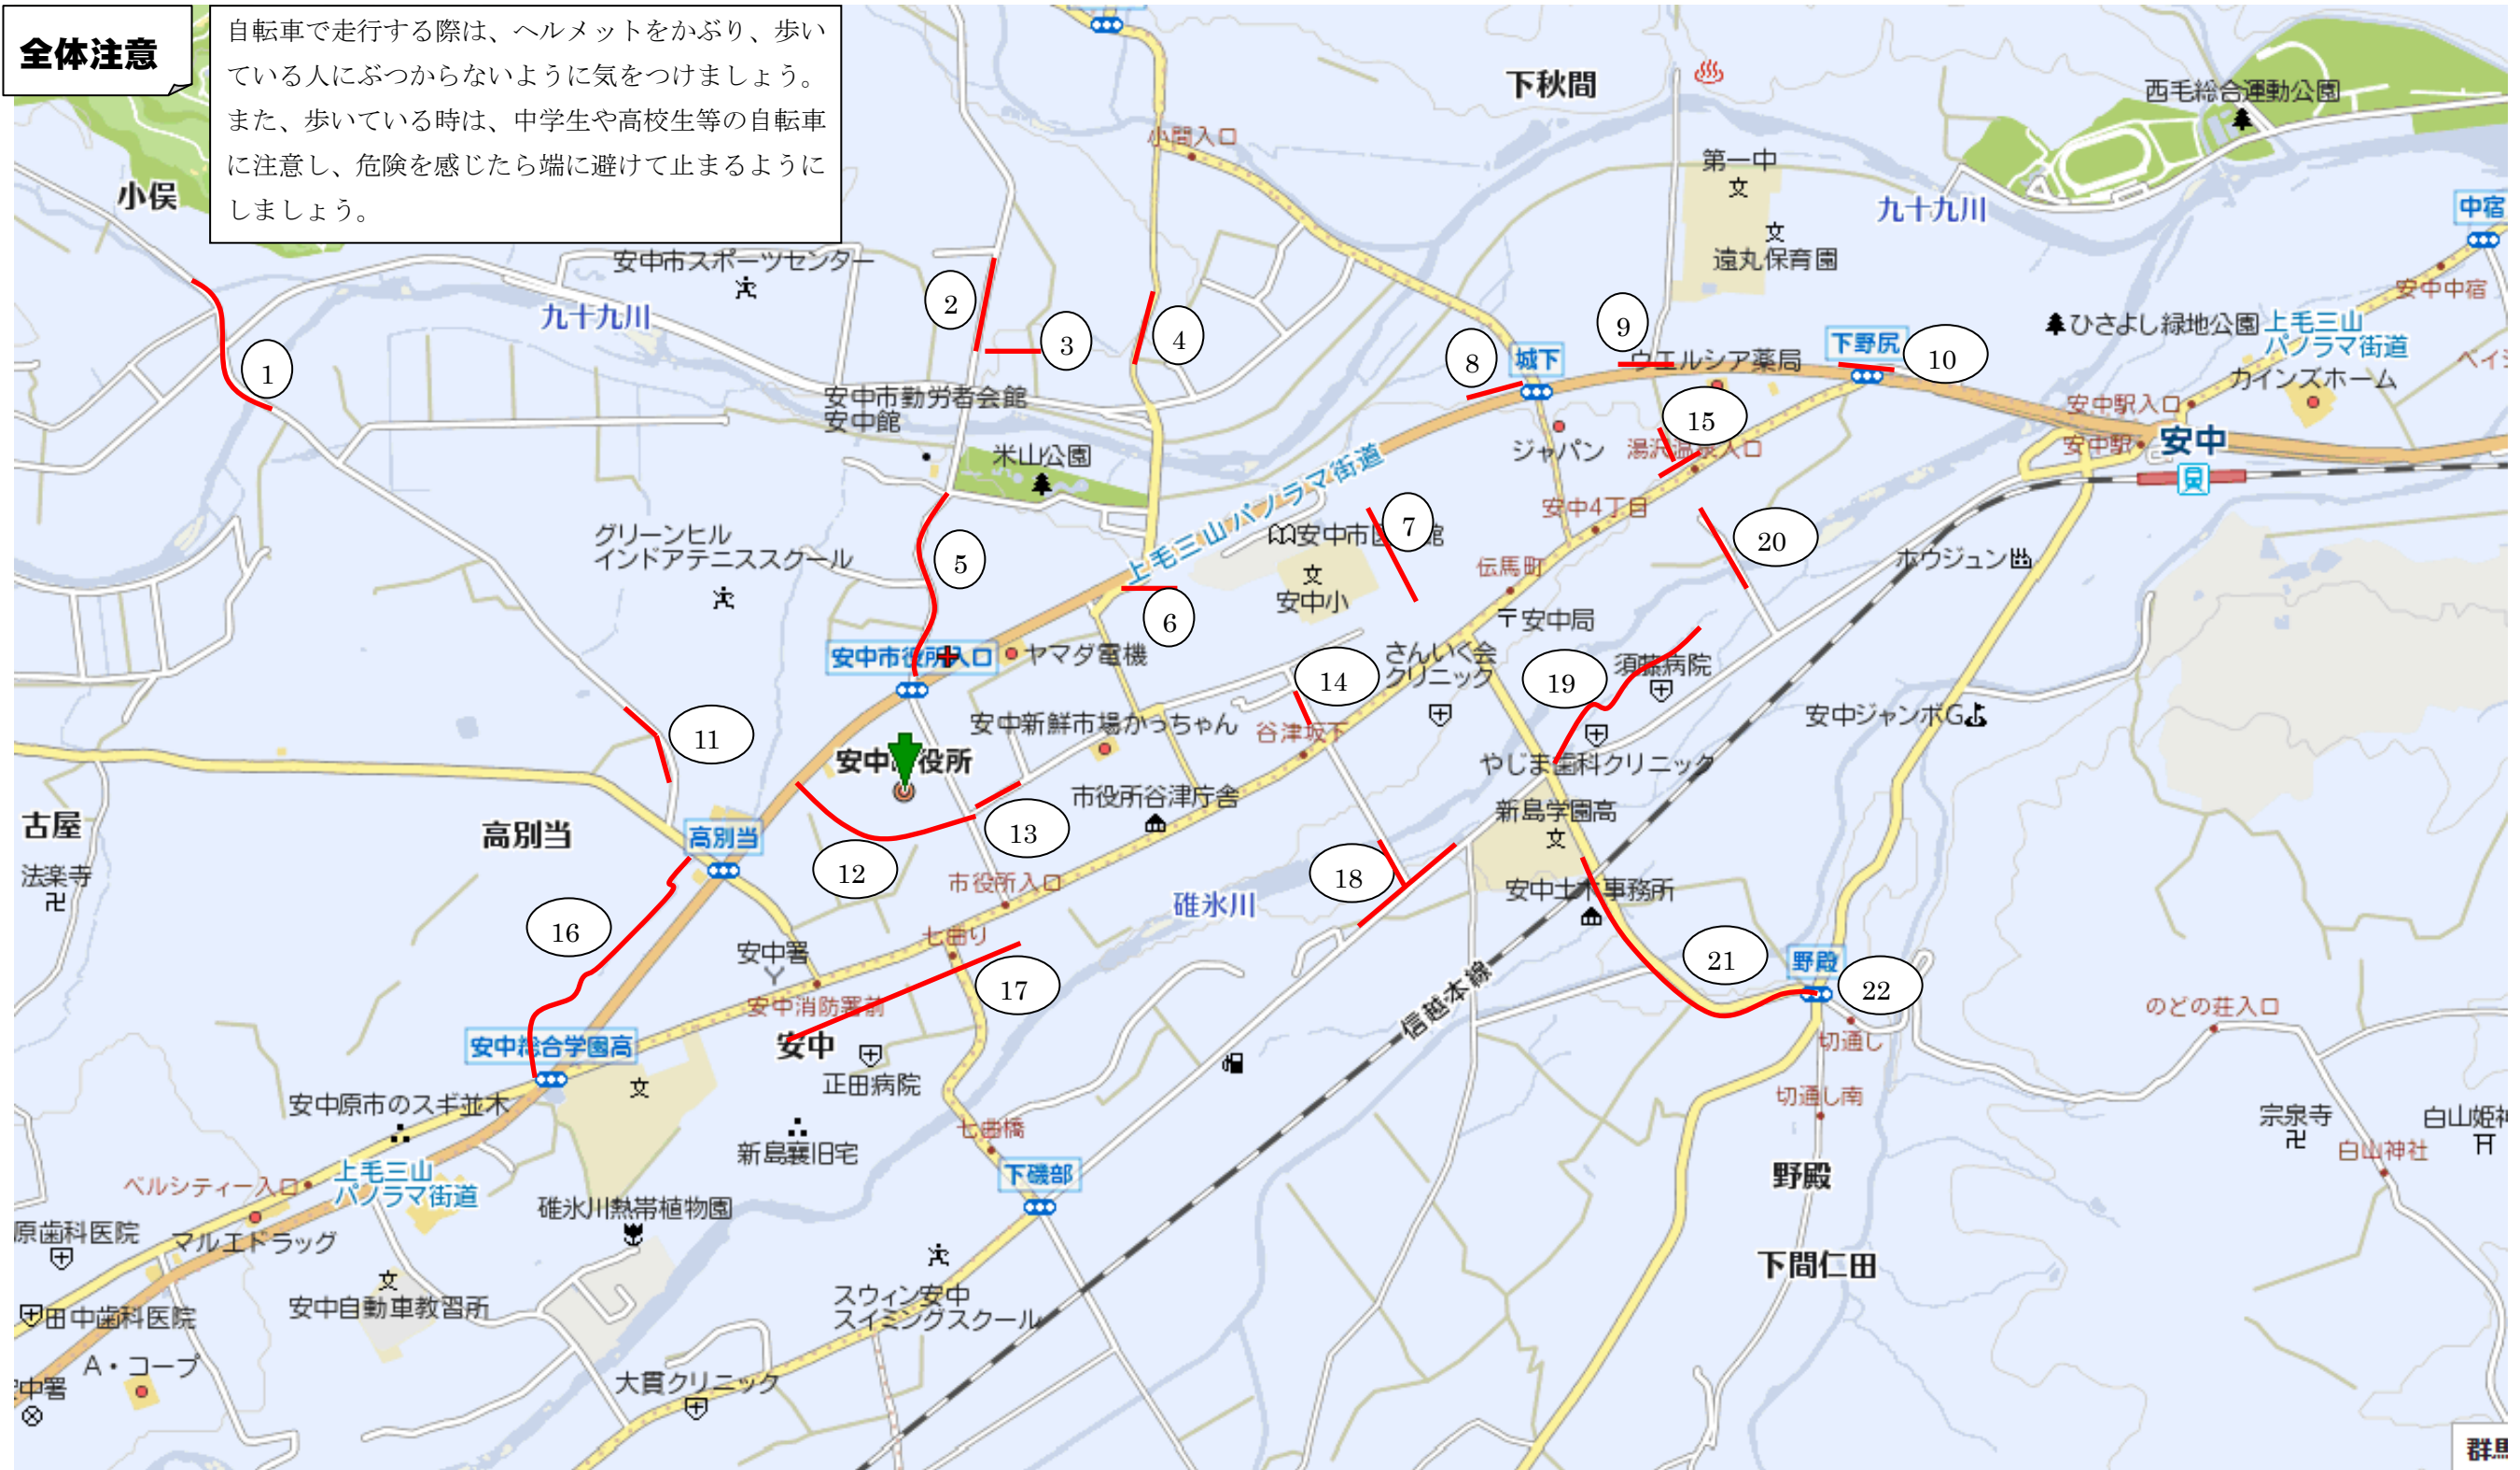 全体注意
自転車で走行する際は、ヘルメットをかぶり、歩い
ている人にぶつからないように気をつけましょう。
また、歩いている時は、中学生や高校生等の自転車
に注意し、危険を感じたら端に避けて止まるように
しましょう。
下秋間
西毛総合運動公園
小間入口
第一中
文
小俣
九十九川
中宿
文
遠丸保育園
安中市スポーツセンター
安中中宿
九十九川
2
3
4
9
ひさよし緑地公園
上毛三山
パノラマ街道
下野尻
10
1
8
城下
ウエルシア薬局
カインズホーム
安中市勤労者会館
安中館
15
安中駅入口
安中駅
安中
米山公園
ジャパン
湯沢温泉入口
上毛三山パノラマ街道
安中4丁目
グリーンヒル
インドアテニススクール
7
20
5
文
安中小
伝馬町
ホウジュン
6
〒安中局
安中市役所入口
ヤマダ電機
さんいく会
クリニック
須藤病院
14
19
安中新鮮市場かっちゃん
谷津坂下
安中ジャンボG
11
やじま歯科クリニック
市役所谷津庁舎
新島学園高
文
古屋
高別当
高別当
13
12
18
法楽寺
卍
市役所入口
碓氷川
安中土木事務所
16
七曲り
安中署
21
野殿
22
17
安中消防署前
信越本線
のどの荘入口
安中総合学園高
安中
切通し
文
正田病院
安中原市のスギ並木
切通し南
宗泉寺
卍
七曲橋
新島襄旧宅
白山神社
下磯部
上毛三山
パノラマ街道
ベルシティー入口
野殿
碓氷川熱帯植物園
原歯科医院
マルエドラッグ
下間仁田
文
安中自動車教習所
田中歯科医院
スウィン安中
スイミングスクール
A・コープ
中署
大貫クリニック